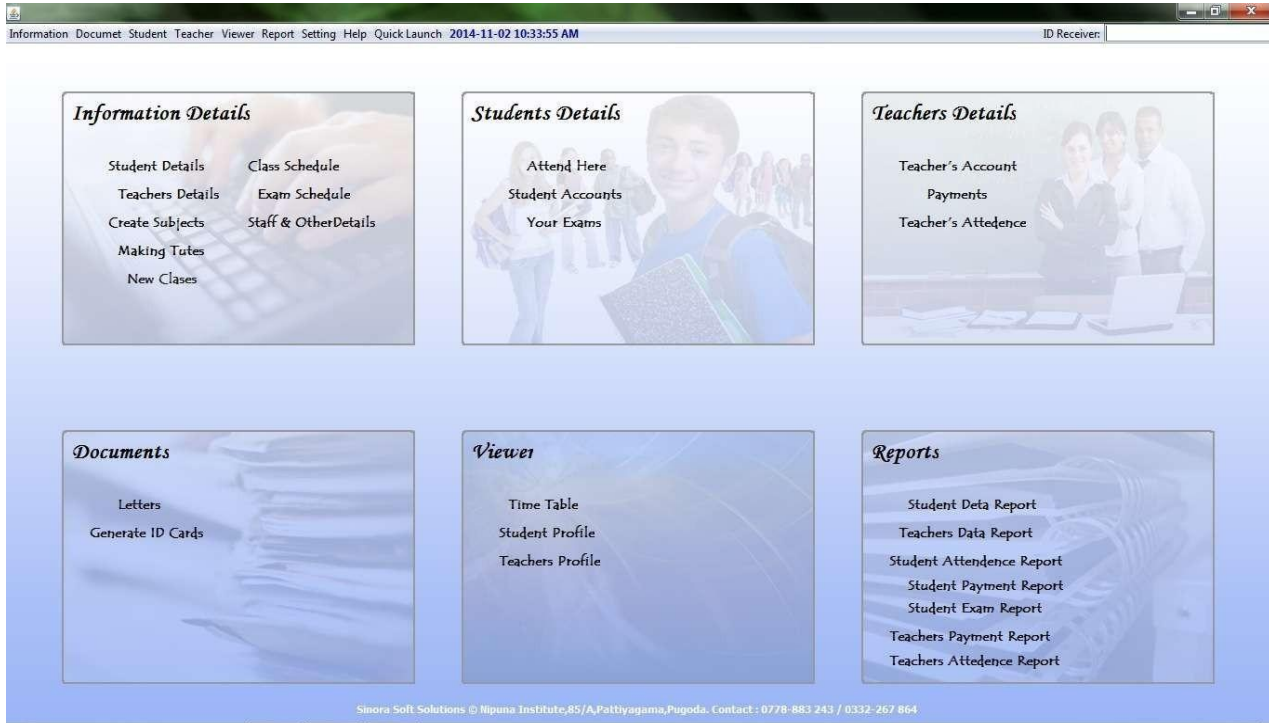 Information Documet Student Teacher Viewer Report Setting Help Quick Launch 2014-11-02 10:33:55 AM ID Receiver:
Information Details
Student Details Class Schedule
Teachers Details Exam Schedule
Create Subjects Staff & OtherDetails
Making Tutes
New Clases
Students Details
Attend Here
Student Accounts
Your Exams
Teachers Details
Teacher's Account
Payments
Teacher's Attedence
Documents
Letters
Generate ID Cards
Viewer
Time Table
Student Profile
Teachers Profile
Reports
Student Deta Report
Teachers Data Report
Student Attendence Report
Student Payment Report
Student Exam Report
Teachers Payment Report
Teachers Attedence Report
Sinora Soft Solutions © Nipuna Institute,85/A,Pattiyagama,Pugoda. Contact : 0778-883 243 / 0332-267 864